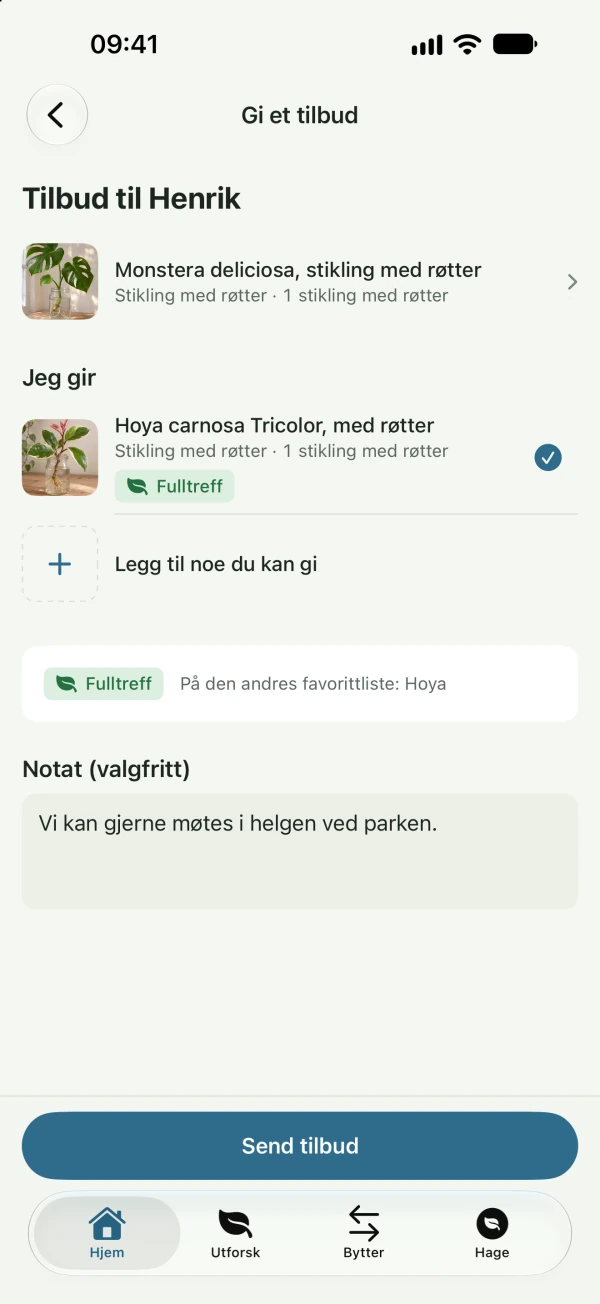 09:41
Gi et tilbud
Tilbud til Henrik
Monstera deliciosa, stikling med røtter
Stikling med røtter · 1 stikling med røtter
Jeg gir
Hoya carnosa Tricolor, med røtter
Stikling med røtter · 1 stikling med røtter
Fulltreff
Legg til noe du kan gi
Fulltreff På den andres favorittliste: Hoya
Notat (valgfritt)
Vi kan gjerne møtes i helgen ved parken.
Send tilbud
Hjem Utforsk Bytter Hage